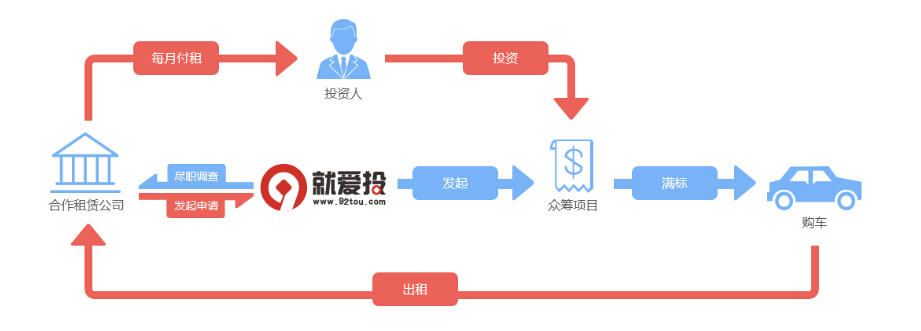 每月付租
投资
投资人
尽职调查
发起申请
就爱投
www.92tou.com
发起
满标
合作租赁公司
众筹项目
购车
出租